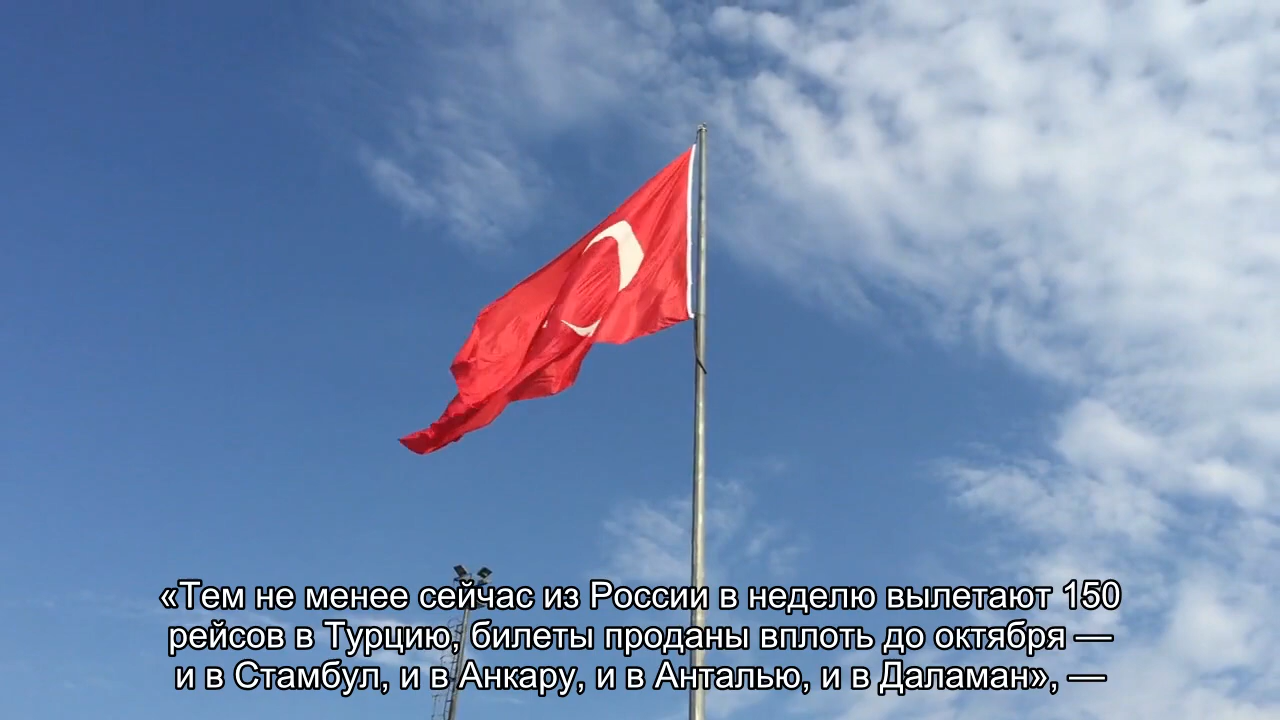 «Тем не менее сейчас из России в неделю вылетают 150
рейсов в Турцию, билеты проданы вплоть до октября —
и в Стамбул, и в Анкару, и в Анталью, и в Даламан», —